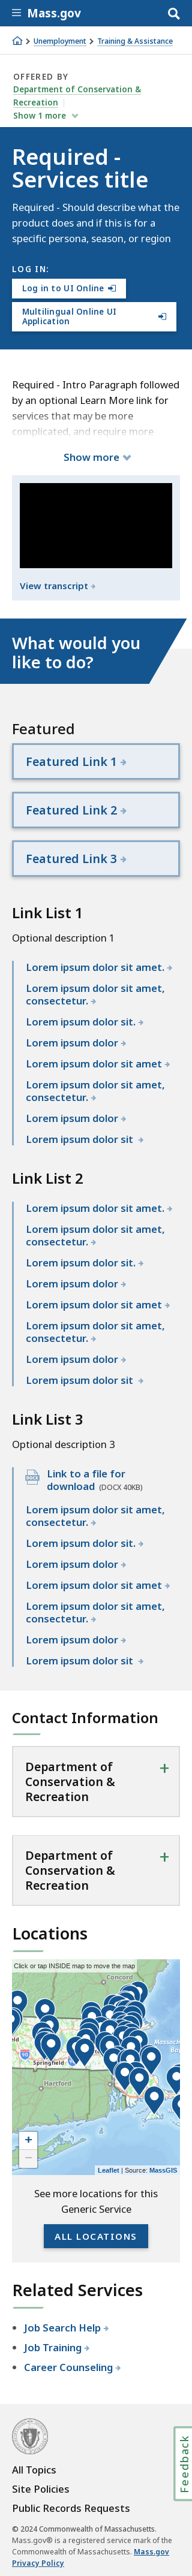 Mass.gov
Unemployment
Training & Assistance
OFFERED BY
Department of Conservation &
Recreation
Show 1 more
Required -
Services title
Required - Should describe what the
product does and if this is for a
specific persona, season, or region
LOG IN:
Log in to UI Online
Multilingual Online UI
Application
Required - Intro Paragraph followed
by an optional Learn More link for
services that may be more
complicated, and require more
Show more
View transcript
What would you
like to do?
Featured
Featured Link 1
Featured Link 2
Featured Link 3
Link List 1
Optional description 1
Lorem ipsum dolor sit amet.
Lorem ipsum dolor sit amet,
consectetur.
Lorem ipsum dolor sit.
Lorem ipsum dolor
Lorem ipsum dolor sit amet
Lorem ipsum dolor sit amet,
consectetur.
Lorem ipsum dolor
Lorem ipsum dolor sit
Link List 2
Lorem ipsum dolor sit amet.
Lorem ipsum dolor sit amet,
consectetur.
Lorem ipsum dolor sit.
Lorem ipsum dolor
Lorem ipsum dolor sit amet
Lorem ipsum dolor sit amet,
consectetur.
Lorem ipsum dolor
Lorem ipsum dolor sit
Link List 3
Optional description 3
Link to a file for
download (DOCX 40KB)
Lorem ipsum dolor sit amet,
consectetur.
Lorem ipsum dolor sit.
Lorem ipsum dolor
Lorem ipsum dolor sit amet
Lorem ipsum dolor sit amet,
consectetur.
Lorem ipsum dolor
Lorem ipsum dolor sit
Contact Information
Department of
Conservation &
Recreation
Department of
Conservation &
Recreation
Locations
Click or tap INSIDE map to move the map
Concord
Springfield
Hartford
+
−
Leaflet | Source: MassGIS
See more locations for this
Generic Service
ALL LOCATIONS
Related Services
Job Search Help
Job Training
Career Counseling
Feedback
All Topics
Site Policies
Public Records Requests
© 2024 Commonwealth of Massachusetts.
Mass.gov® is a registered service mark of the
Commonwealth of Massachusetts. Mass.gov
Privacy Policy